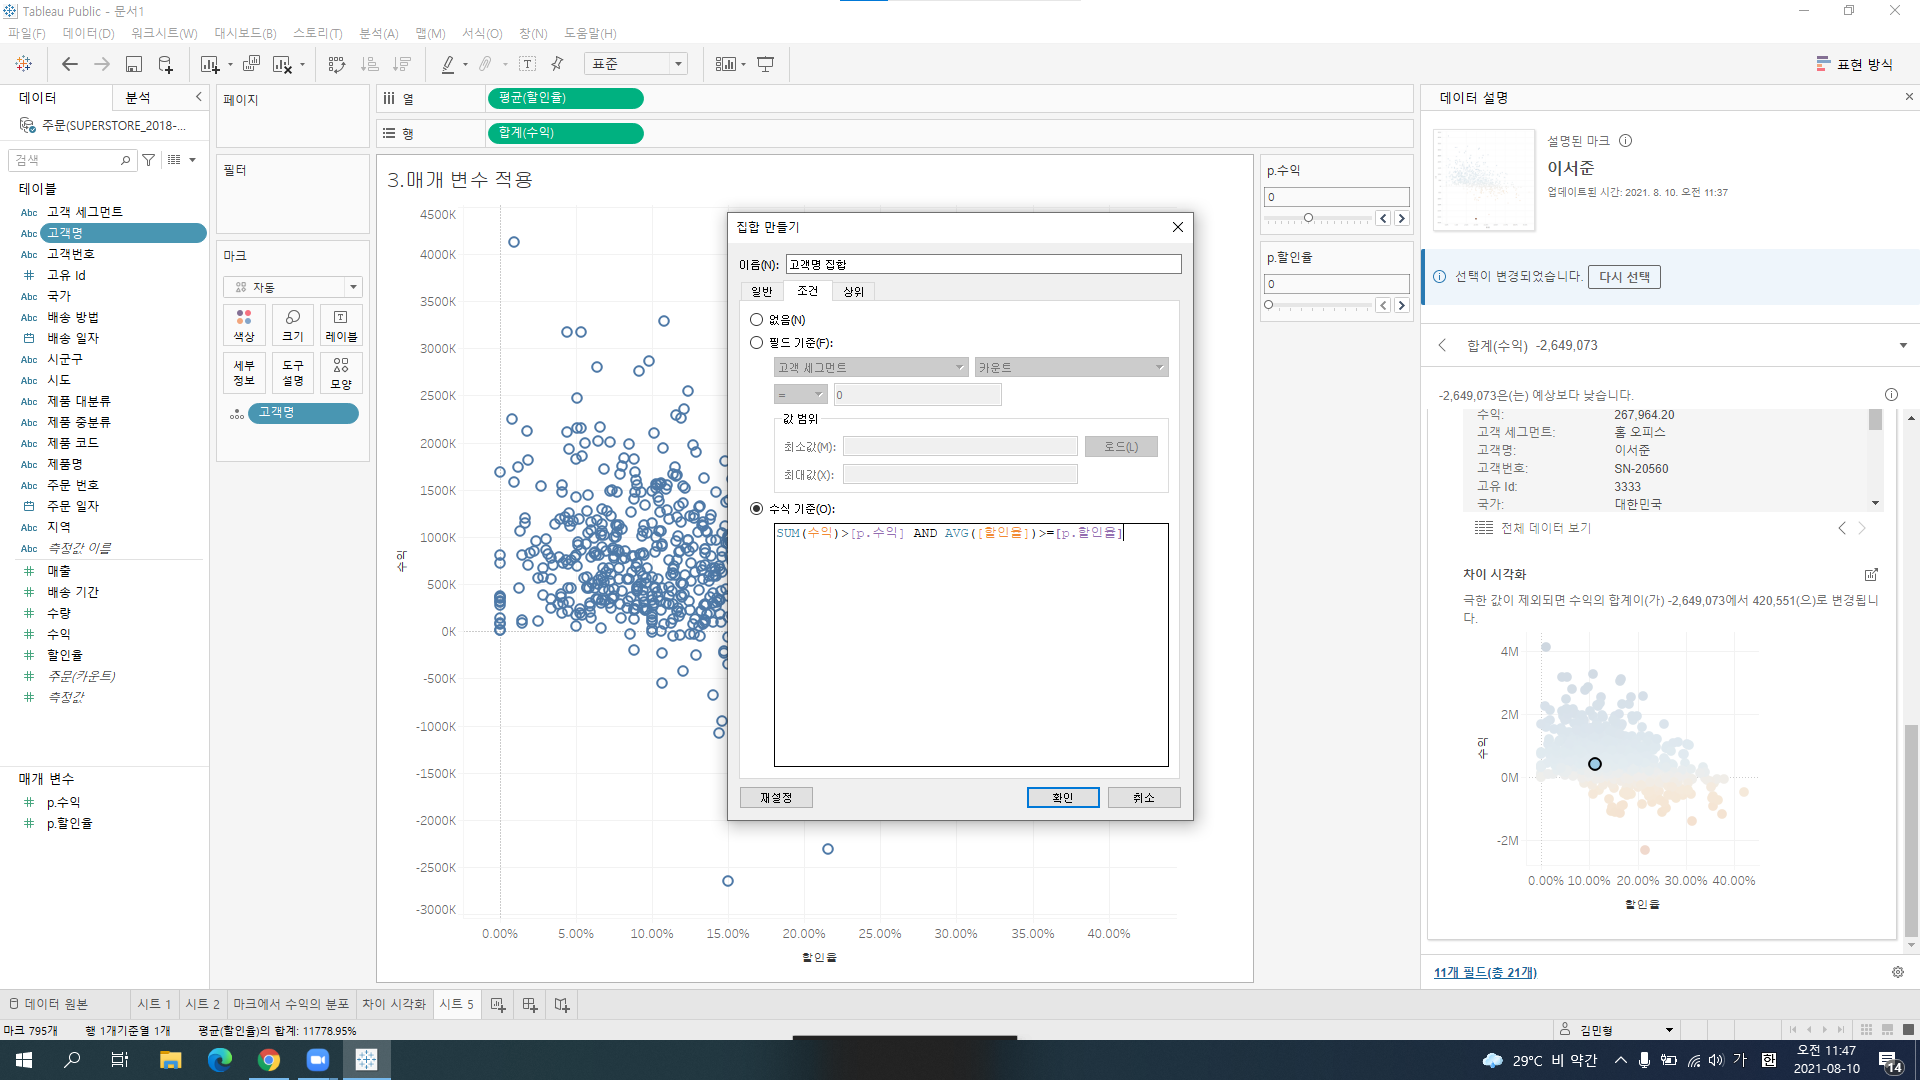 Tableau Public - 문서1
파일(F) 데이터(D) 워크시트(W) 대시보드(B) 스토리(T) 분석(A) 맵(M) 서식(O) 창(N) 도움말(H)
표준
표현 방식
데이터 분석
주문(SUPERSTORE_2018-...
검색
테이블
Abc 고객 세그먼트
Abc 고객명
Abc 고객번호
# 고유 Id
Abc 국가
Abc 배송 방법
배송 일자
Abc 시군구
Abc 시도
Abc 제품 대분류
Abc 제품 중분류
Abc 제품 코드
Abc 제품명
Abc 주문 번호
주문 일자
Abc 지역
Abc 측정값 이름
# 매출
# 배송 기간
# 수량
# 수익
# 할인율
# 주문(카운트)
# 측정값
매개 변수
# p.수익
# p.할인율
페이지
필터
마크
자동
색상
크기
레이블
세부 정보
도구 설명
모양
고객명
열 평균(할인율)
행 합계(수익)
3.매개 변수 적용
4500K
4000K
3500K
3000K
2500K
2000K
1500K
1000K
500K
0K
-500K
-1000K
-1500K
-2000K
-2500K
-3000K
수익
0.00% 5.00% 10.00% 15.00% 20.00% 25.00% 30.00% 35.00% 40.00%
할인율
집합 만들기
이름(N): 고객명 집합
일반 조건 상위
없음(N)
필드 기준(F):
고객 세그먼트 카운트
= 0
값 범위
최소값(M): 로드(L)
최대값(X):
수식 기준(O):
SUM(수익)>[p.수익] AND AVG([할인율])>=[p.할인율]
재설정 확인 취소
p.수익
0
p.할인율
0
데이터 설명
설명된 마크
이서준
업데이트된 시간: 2021. 8. 10. 오전 11:37
선택이 변경되었습니다. 다시 선택
합계(수익) -2,649,073
-2,649,073은(는) 예상보다 낮습니다.
수익: 267,964.20
고객 세그먼트: 홈 오피스
고객명: 이서준
고객번호: SN-20560
고유 Id: 3333
국가: 대한민국
전체 데이터 보기
차이 시각화
극한 값이 제외되면 수익의 합계이(가) -2,649,073에서 420,551(으)로 변경됩니
다.
4M
2M
0M
-2M
수익
0.00% 10.00% 20.00% 30.00% 40.00%
할인율
11개 필드(총 21개)
데이터 원본 시트 1 시트 2 마크에서 수익의 분포 차이 시각화 시트 5
마크 795개 행 1개기준열 1개 평균(할인율)의 합계: 11778.95%
김민형
29°C 비 약간
가 한
오전 11:47
2021-08-10
14